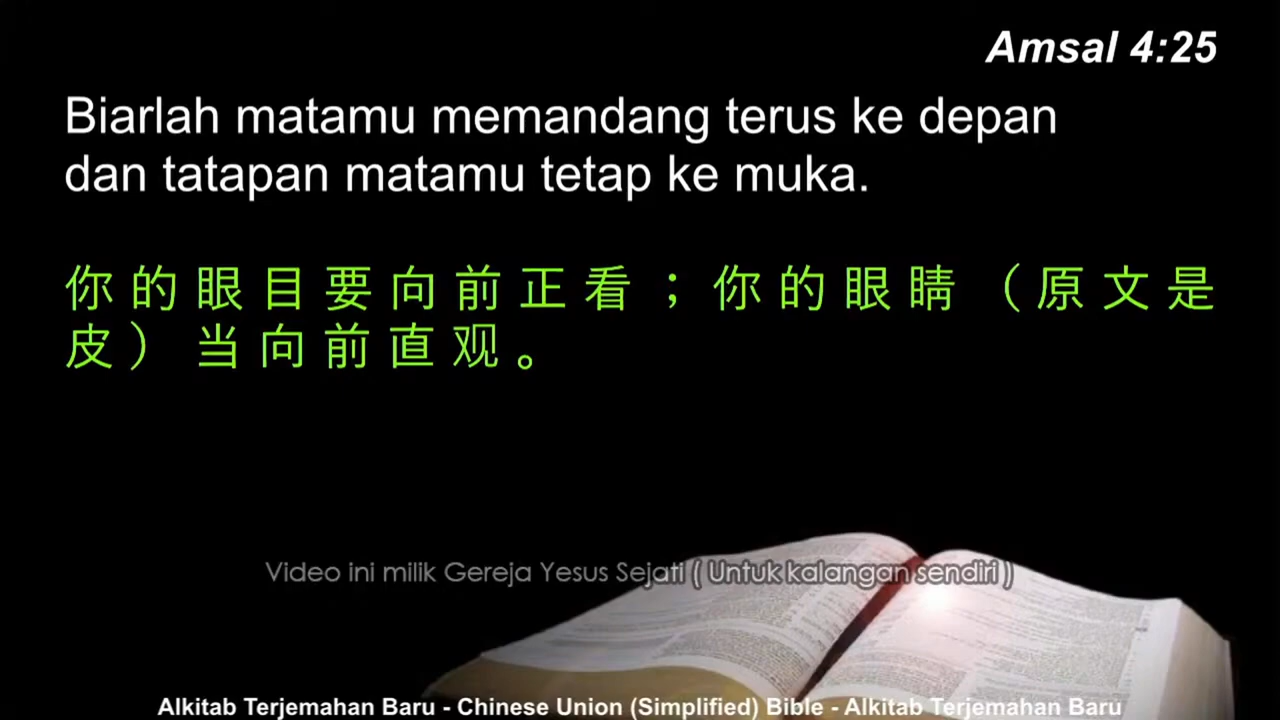 Amsal 4:25
Biarlah matamu memandang terus ke depan
dan tatapan matamu tetap ke muka.
你的眼目要向前正看；你的眼睛（原文是
皮）当向前直观。
Video ini milik Gereja Yesus Sejati ( Untuk kalangan sendiri )
Alkitab Terjemahan Baru - Chinese Union (Simplified) Bible - Alkitab Terjemahan Baru